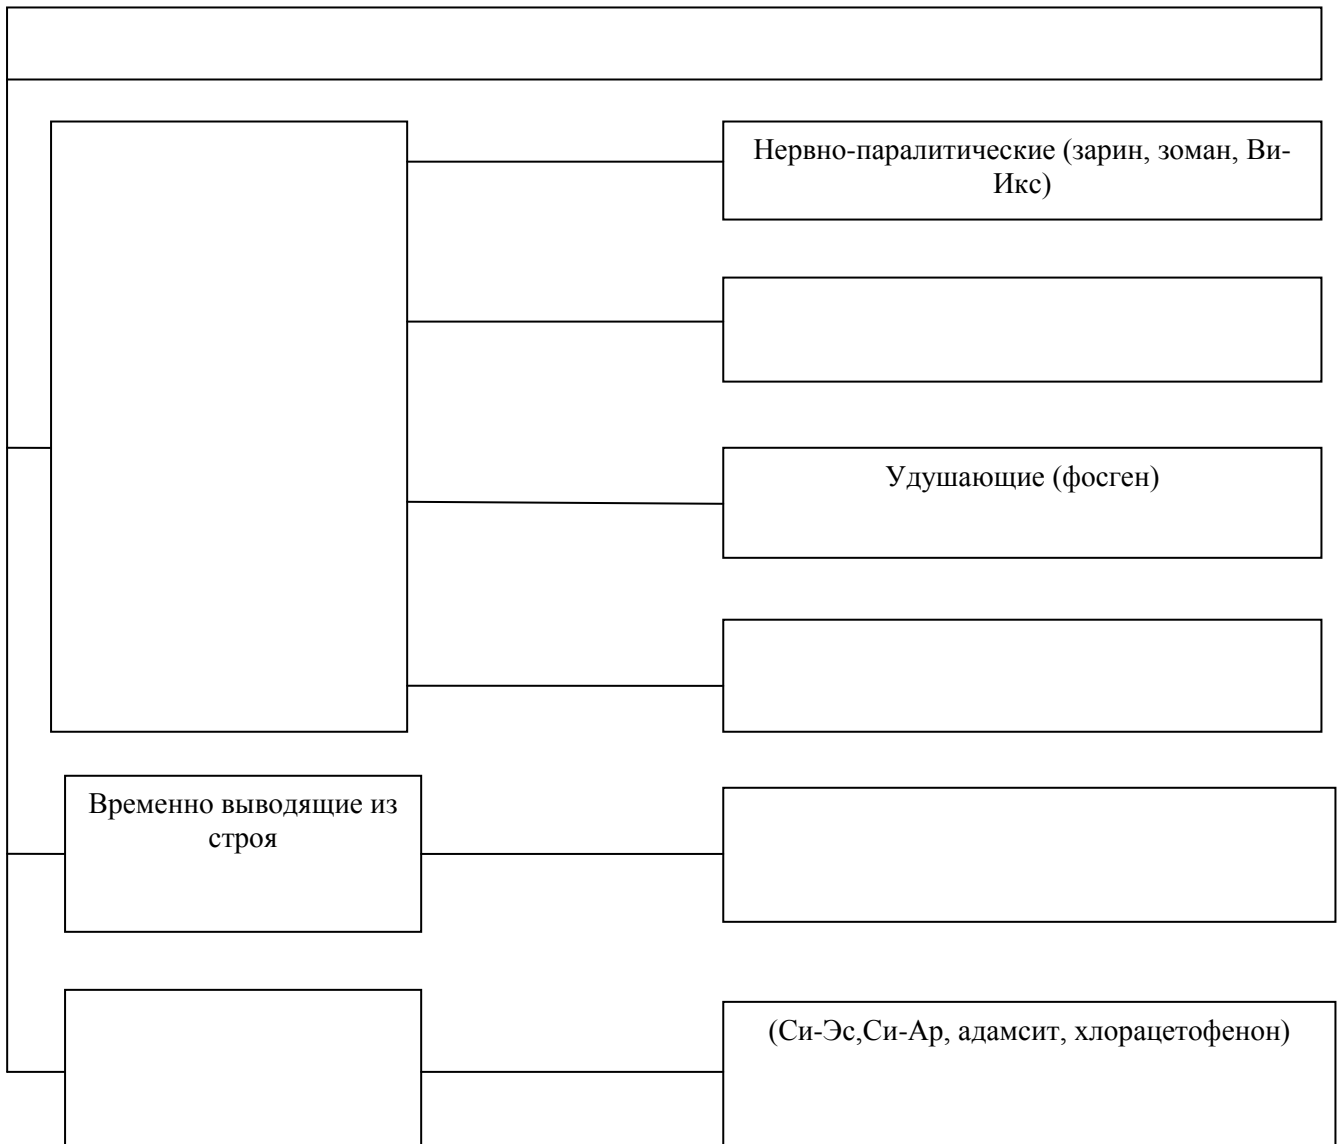 Нервно-паралитические (зарин, зоман, Ви-
Икс)
Удушающие (фосген)
Временно выводящие из
строя
(Си-Эс,Си-Ар, адамсит, хлорацетофенон)